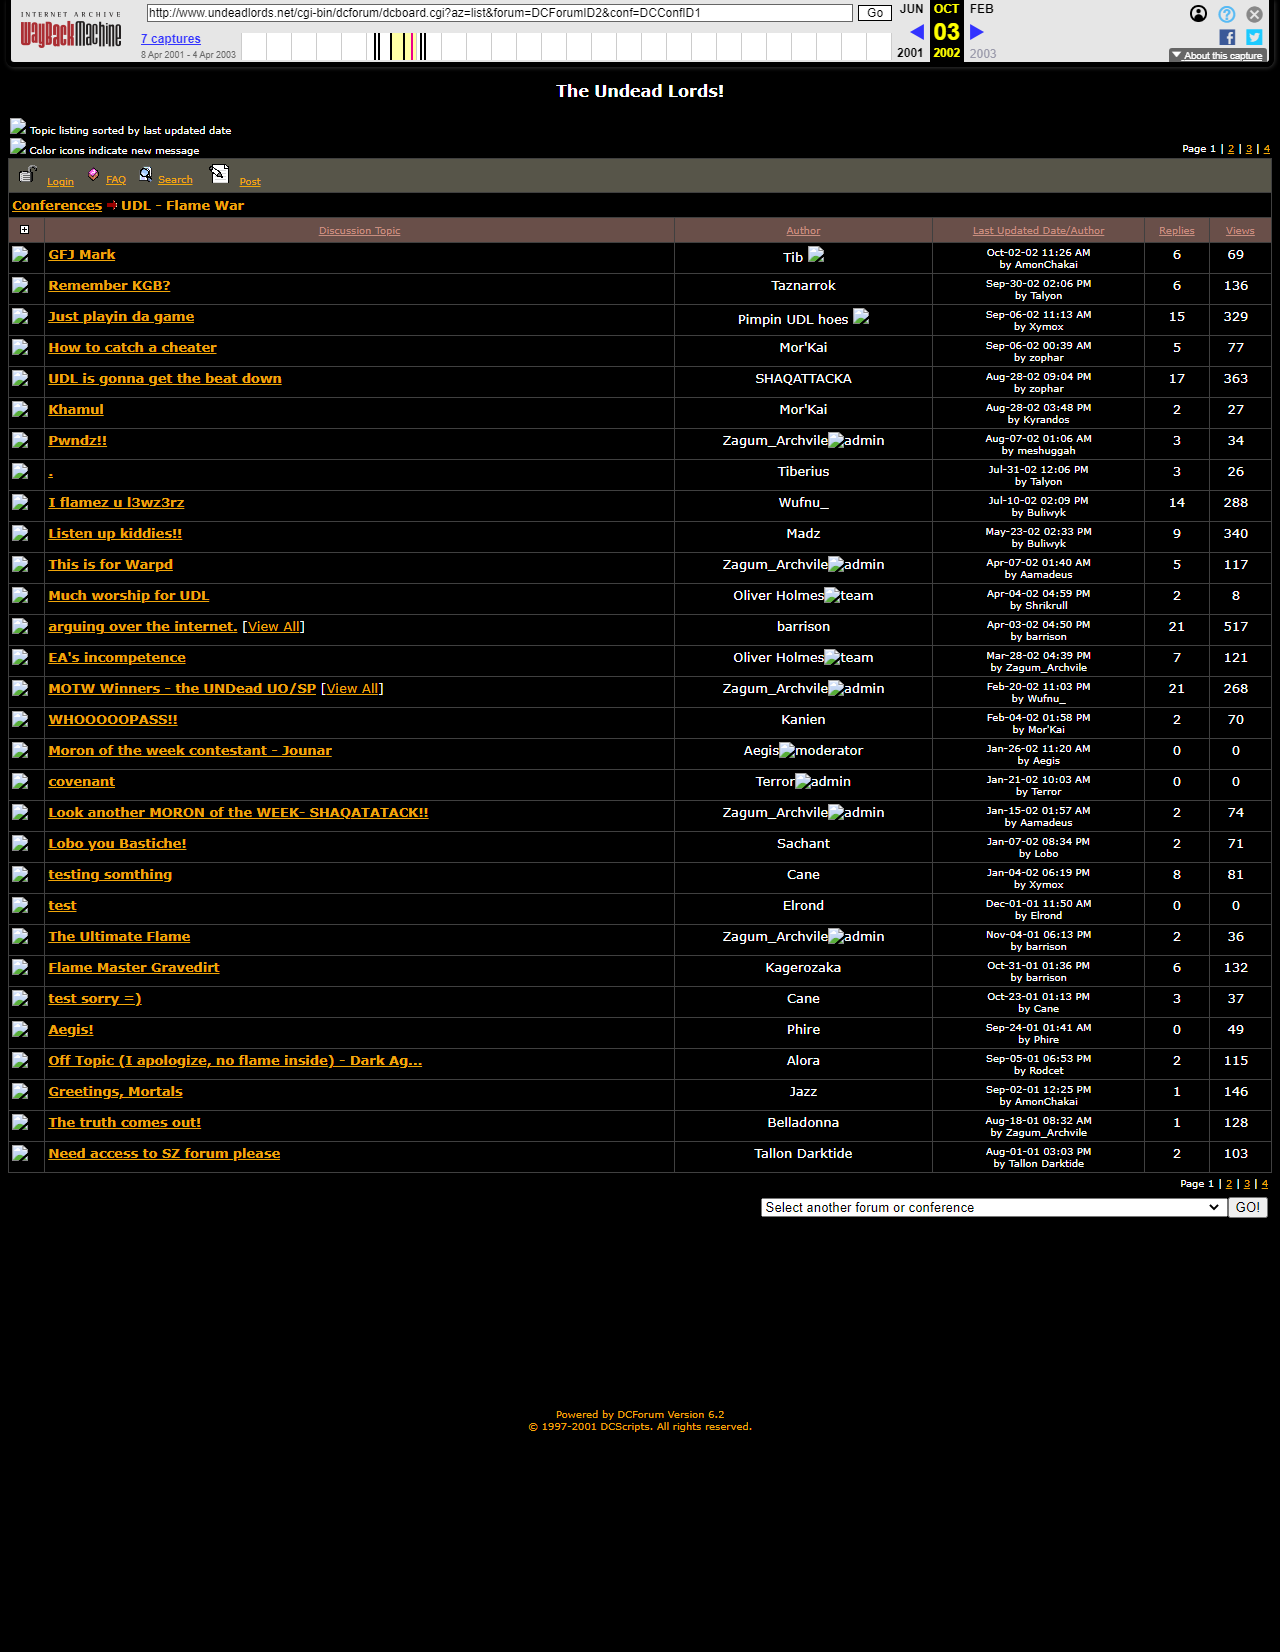 INTERNET ARCHIVE
WayBackMachine
http://www.undeadlords.net/cgi-bin/dcforum/dcboard.cgi?az=list&forum=DCForumID2&conf=DCConfID1 Go
7 captures
8 Apr 2001 - 4 Apr 2003
JUN OCT FEB
03
2001 2002 2003
About this capture
The Undead Lords!
Topic listing sorted by last updated date
Color icons indicate new message
Page 1 | 2 | 3 | 4
Login FAQ Search Post
Conferences UDL - Flame War
Discussion Topic Author Last Updated Date/Author Replies Views
GFJ Mark Tib Oct-02-02 11:26 AM 6 69
by AmonChakai
Remember KGB? Taznarrok Sep-30-02 02:06 PM 6 136
by Talyon
Just playin da game Pimpin UDL hoes Sep-06-02 11:13 AM 15 329
by Xymox
How to catch a cheater Mor'Kai Sep-06-02 00:39 AM 5 77
by zophar
UDL is gonna get the beat down SHAQATTACKA Aug-28-02 09:04 PM 17 363
by zophar
Khamul Mor'Kai Aug-28-02 03:48 PM 2 27
by Kyrandos
Pwndz!! Zagum_Archvile admin Aug-07-02 01:06 AM 3 34
by meshuggah
. Tiberius Jul-31-02 12:06 PM 3 26
by Talyon
I flamez u l3wz3rz Wufnu_ Jul-10-02 02:09 PM 14 288
by Buliwyk
Listen up kiddies!! Madz May-23-02 02:33 PM 9 340
by Buliwyk
This is for Warpd Zagum_Archvile admin Apr-07-02 01:40 AM 5 117
by Aamadeus
Much worship for UDL Oliver Holmes team Apr-04-02 04:59 PM 2 8
by Shrikrull
arguing over the internet. [View All] barrison Apr-03-02 04:50 PM 21 517
by barrison
EA's incompetence Oliver Holmes team Mar-28-02 04:39 PM 7 121
by Zagum_Archvile
MOTW Winners - the UNDead UO/SP [View All] Zagum_Archvile admin Feb-20-02 11:03 PM 21 268
by Wufnu_
WHOOOOOPASS!! Kanien Feb-04-02 01:58 PM 2 70
by Mor'Kai
Moron of the week contestant - Jounar Aegis moderator Jan-26-02 11:20 AM 0 0
by Aegis
covenant Terror admin Jan-21-02 10:03 AM 0 0
by Terror
Look another MORON of the WEEK- SHAQATATACK!! Zagum_Archvile admin Jan-15-02 01:57 AM 2 74
by Aamadeus
Lobo you Bastiche! Sachant Jan-07-02 08:34 PM 2 71
by Lobo
testing somthing Cane Jan-04-02 06:19 PM 8 81
by Xymox
test Elrond Dec-01-01 11:50 AM 0 0
by Elrond
The Ultimate Flame Zagum_Archvile admin Nov-04-01 06:13 PM 2 36
by barrison
Flame Master Gravedirt Kagerozaka Oct-31-01 01:36 PM 6 132
by barrison
test sorry =) Cane Oct-23-01 01:13 PM 3 37
by Cane
Aegis! Phire Sep-24-01 01:41 AM 0 49
by Phire
Off Topic (I apologize, no flame inside) - Dark Ag... Alora Sep-05-01 06:53 PM 2 115
by Rodcet
Greetings, Mortals Jazz Sep-02-01 12:25 PM 1 146
by AmonChakai
The truth comes out! Belladonna Aug-18-01 08:32 AM 1 128
by Zagum_Archvile
Need access to SZ forum please Tallon Darktide Aug-01-01 03:03 PM 2 103
by Tallon Darktide
Page 1 | 2 | 3 | 4
Select another forum or conference GO!
Powered by DCForum Version 6.2
© 1997-2001 DCScripts. All rights reserved.